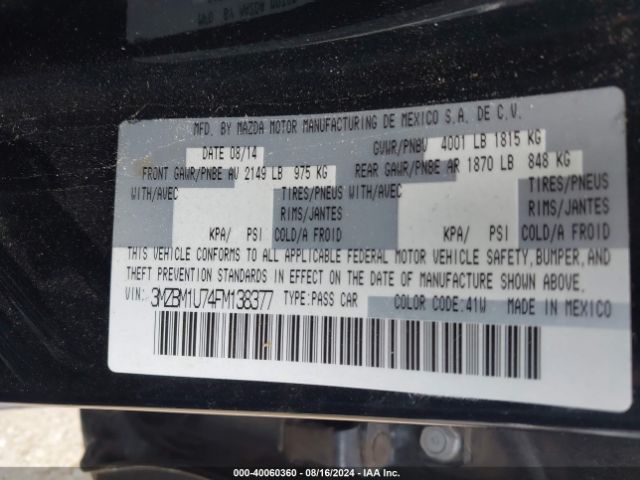 MFD. BY MAZDA MOTOR MANUFACTURING DE MEXICO S.A. DE C.V.
DATE 08/14 GVWR/PNBV 4001 LB 1815 KG
FRONT GAWR/PNBE AV 2149 LB 975 KG REAR GAWR/PNBE AR 1870 LB 848 KG
WITH/AVEC TIRES/PNEUS WITH/AVEC TIRES/PNEUS
RIMS/JANTES RIMS/JANTES
KPA/ PSI COLD/A FROID KPA/ PSI COLD/A FROID
THIS VEHICLE CONFORMS TO ALL APPLICABLE FEDERAL MOTOR VEHICLE SAFETY, BUMPER, AND
THEFT PREVENTION STANDARDS IN EFFECT ON THE DATE OF MANUFACTURE SHOWN ABOVE.
VIN: 3MZBM1U74FM138377 TYPE:PASS CAR COLOR CODE:41W MADE IN MEXICO
000-40060360 - 08/16/2024 - IAA Inc.